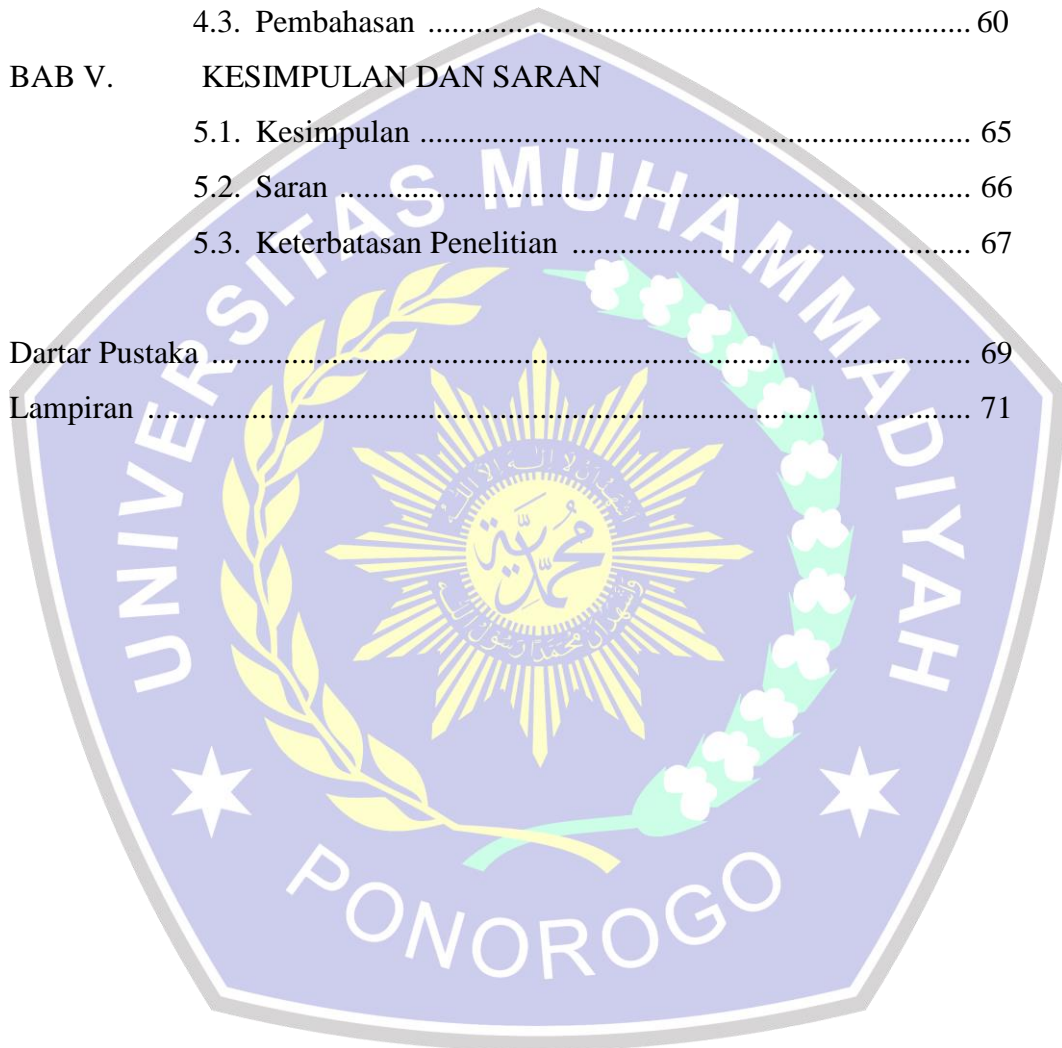 4.3. Pembahasan .......................................................................... 60
BAB V. KESIMPULAN DAN SARAN
5.1. Kesimpulan ........................................................................... 65
5.2. Saran ...................................................................................... 66
5.3. Keterbatasan Penelitian ...................................................... 67
Dartar Pustaka ........................................................................................................ 69
Lampiran ................................................................................................................ 71
UNIVERSITAS MUHAMMADIYAH
محمدية
PONOROGO